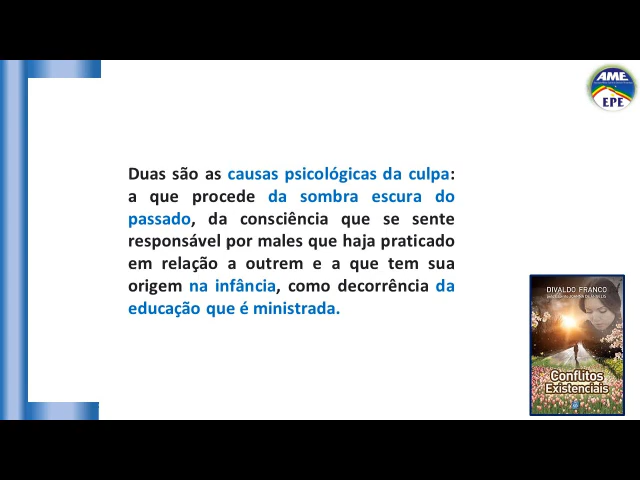 AME
EPE
Duas são as causas psicológicas da culpa:
a que procede da sombra escura do
passado, da consciência que se sente
responsável por males que haja praticado
em relação a outrem e a que tem sua
origem na infância, como decorrência da
educação que é ministrada.
DIVALDO FRANCO
Conflitos
Existenciais